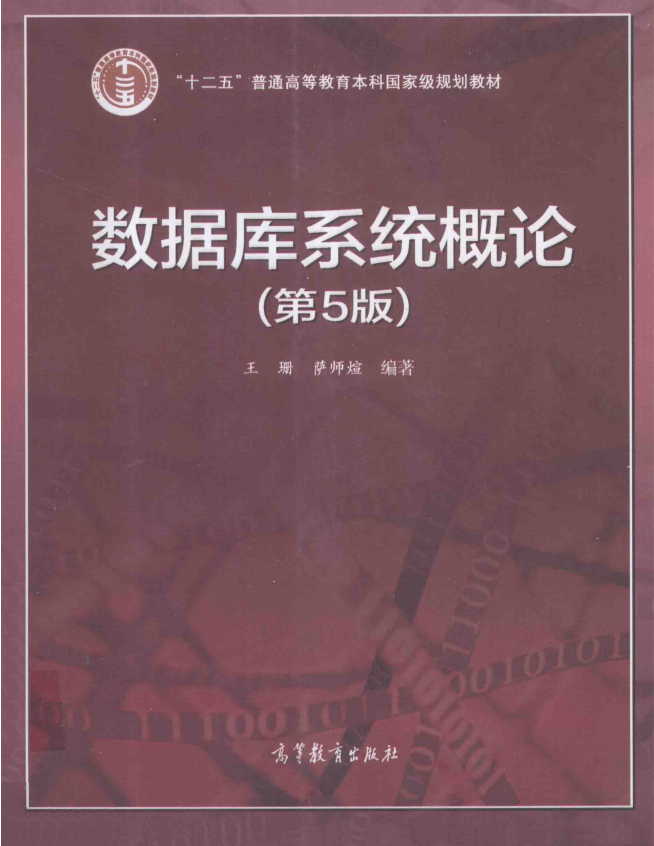 “十二五”普通高等教育本科国家级规划教材
数据库系统概论
(第5版)
王 珊 萨师煊 编著
高等教育出版社